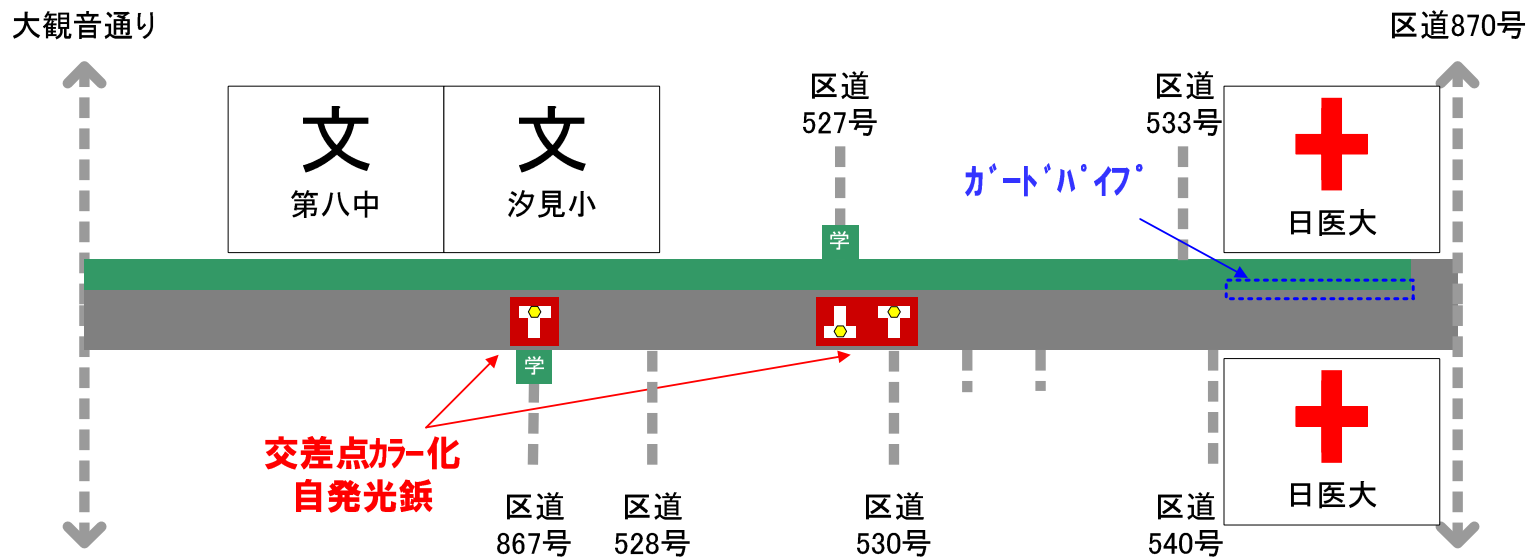 大観音通り
区道870号
区道
527号
区道
533号
文
第八中
文
汐見小
ｶﾞｰﾄﾞﾊﾟｲﾌﾟ
日医大
学
学
交差点ｶﾗｰ化
自発光鋲
区道
867号
区道
528号
区道
530号
区道
540号
日医大